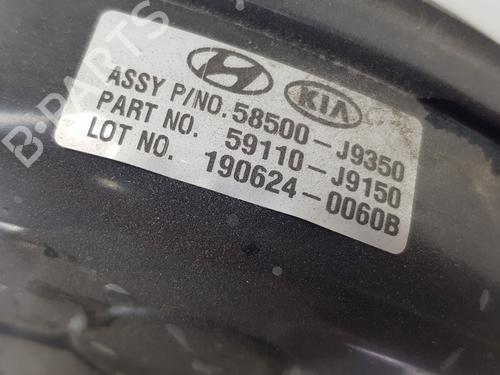 KIA
ASSY P/NO. 58500-J9350
PART NO. 59110-J9150
LOT NO. 190624-0060B
B-PARTS